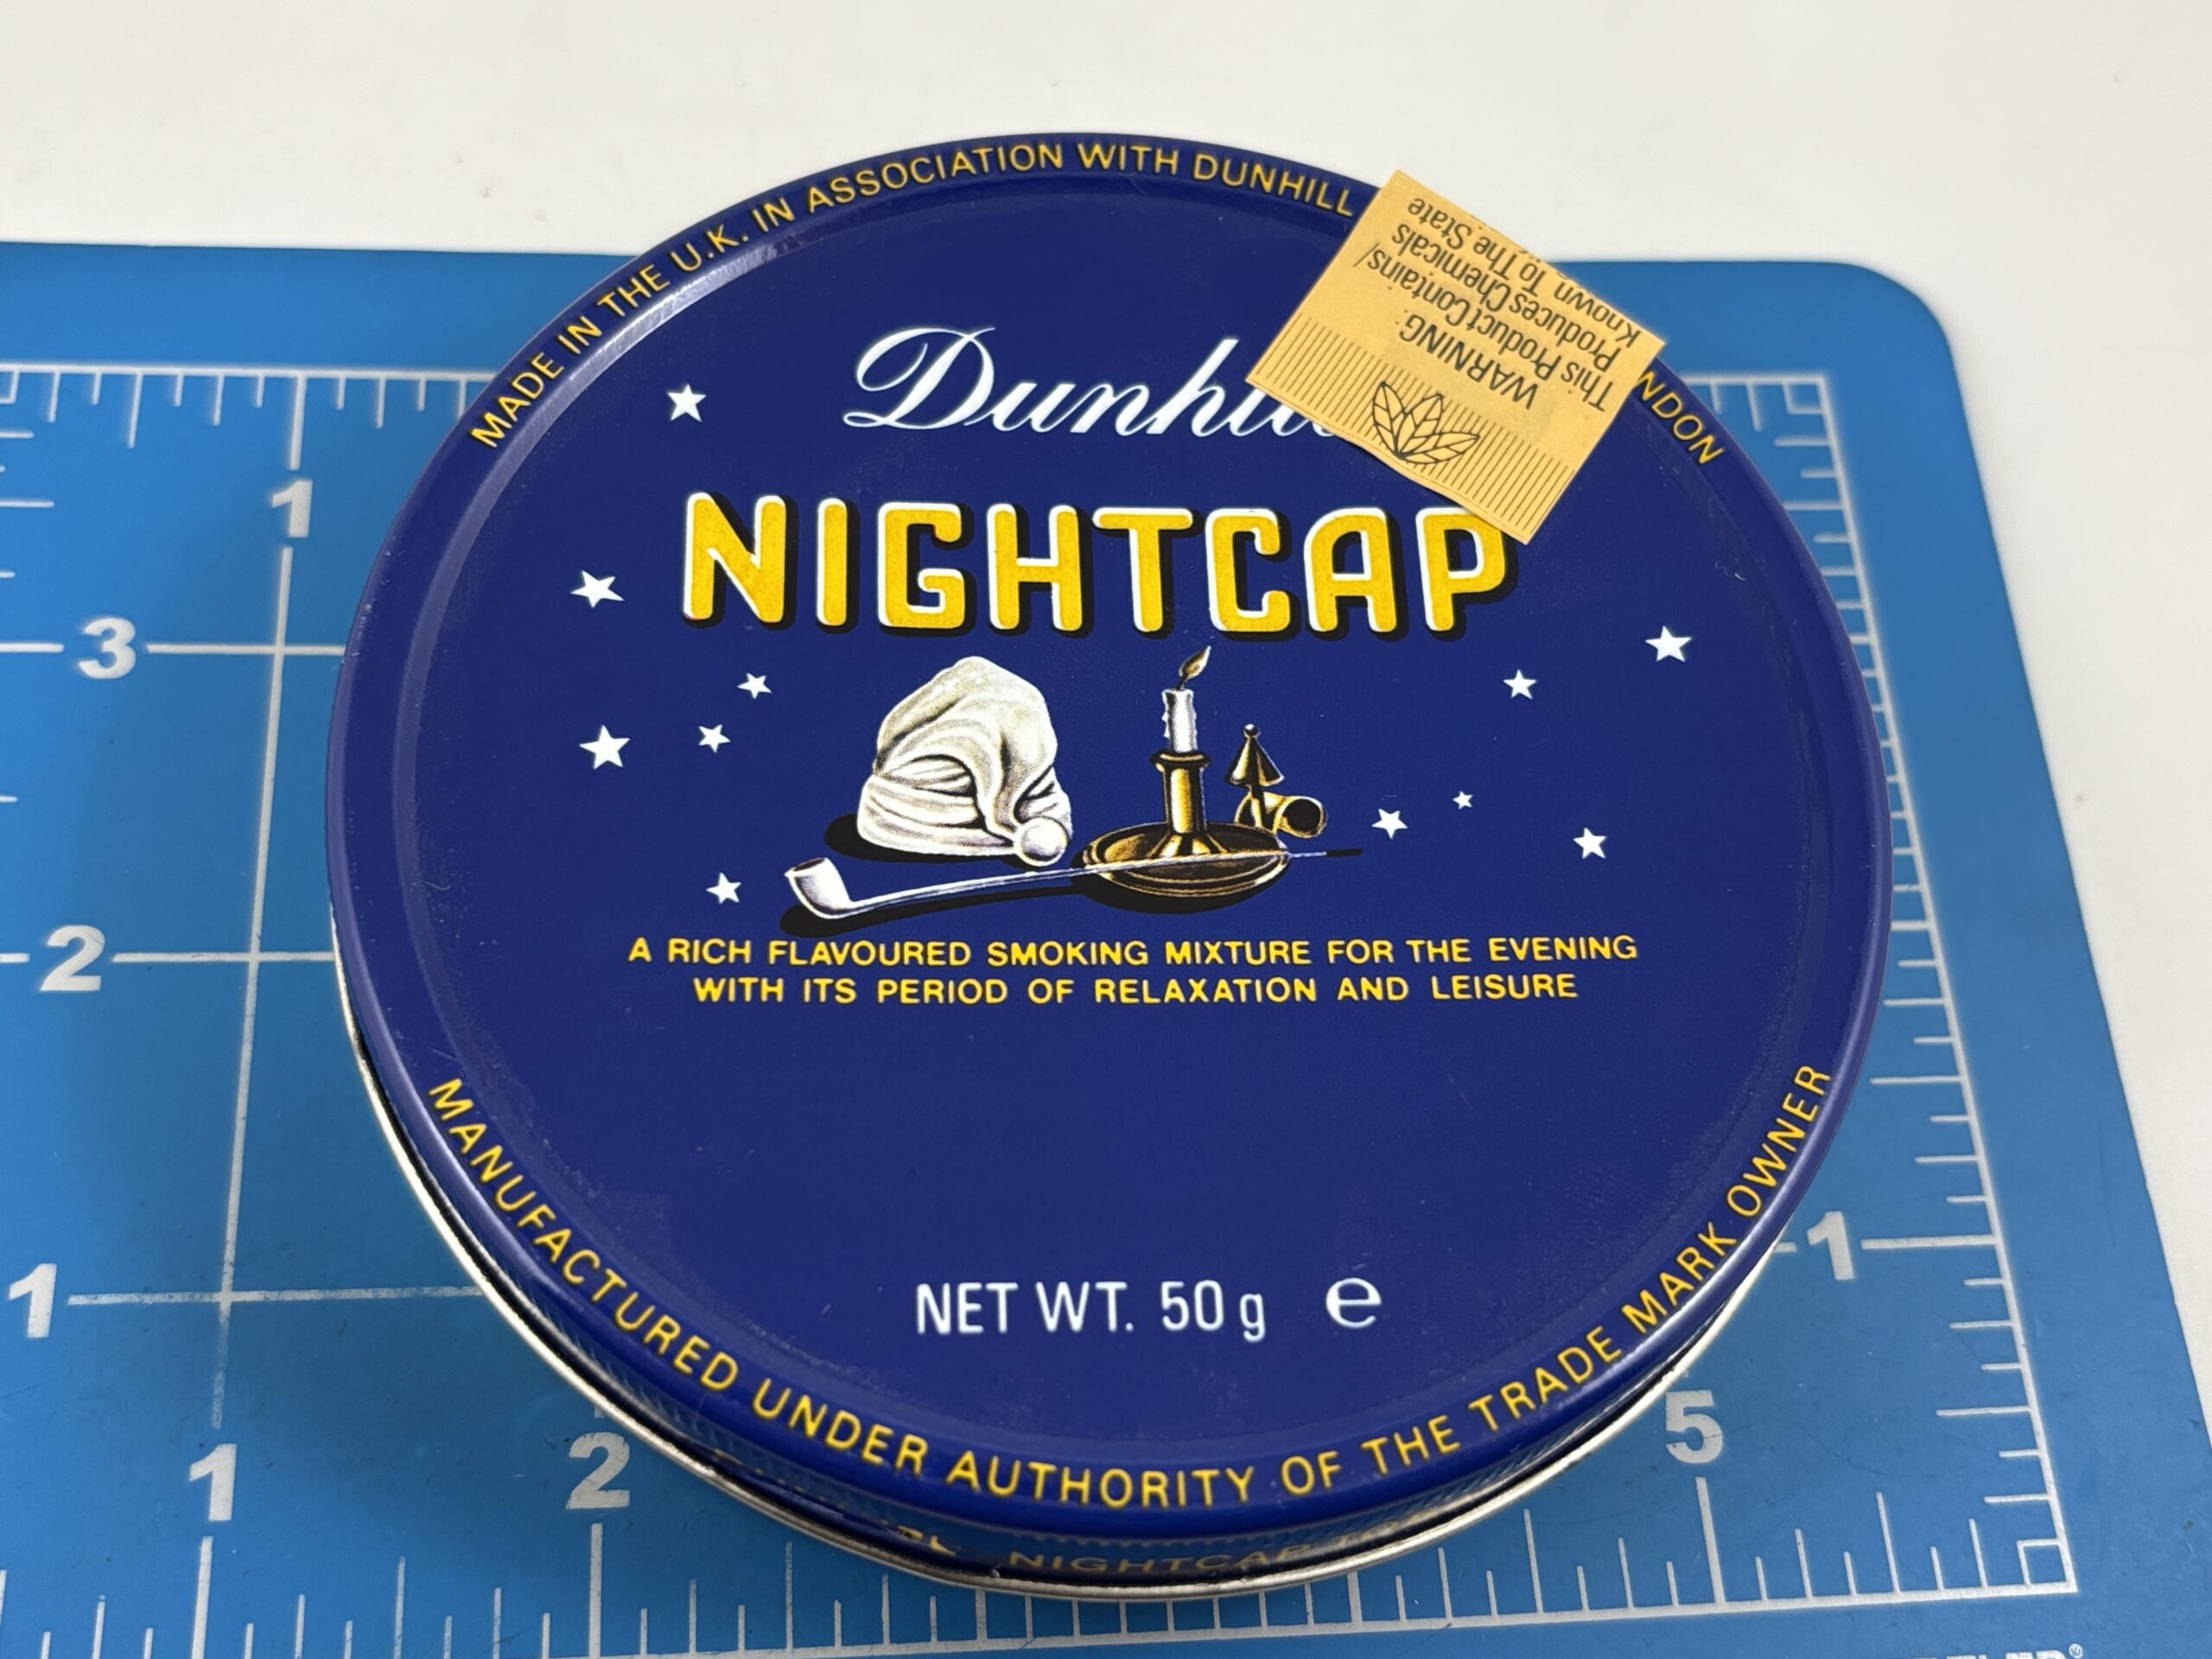 MADE IN THE U.K. IN ASSOCIATION WITH DUNHILL
NDON
WARNING:
This Product Contains/
Produces Chemicals
Known To The State
Dunhill
NIGHTCAP
A RICH FLAVOURED SMOKING MIXTURE FOR THE EVENING
WITH ITS PERIOD OF RELAXATION AND LEISURE
NET WT. 50 g e
MANUFACTURED UNDER AUTHORITY OF THE TRADE MARK OWNER
NIGHTCAP
1
3
2
1
1
1
2
5